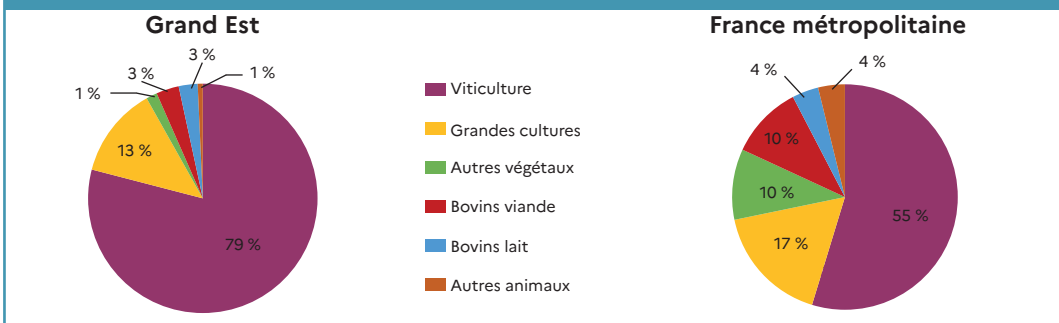 Grand Est
3 %
3 %
1 %
1 %
13 %
79 %
Viticulture
Grandes cultures
Autres végétaux
Bovins viande
Bovins lait
Autres animaux
France métropolitaine
4 %
4 %
10 %
10 %
17 %
55 %